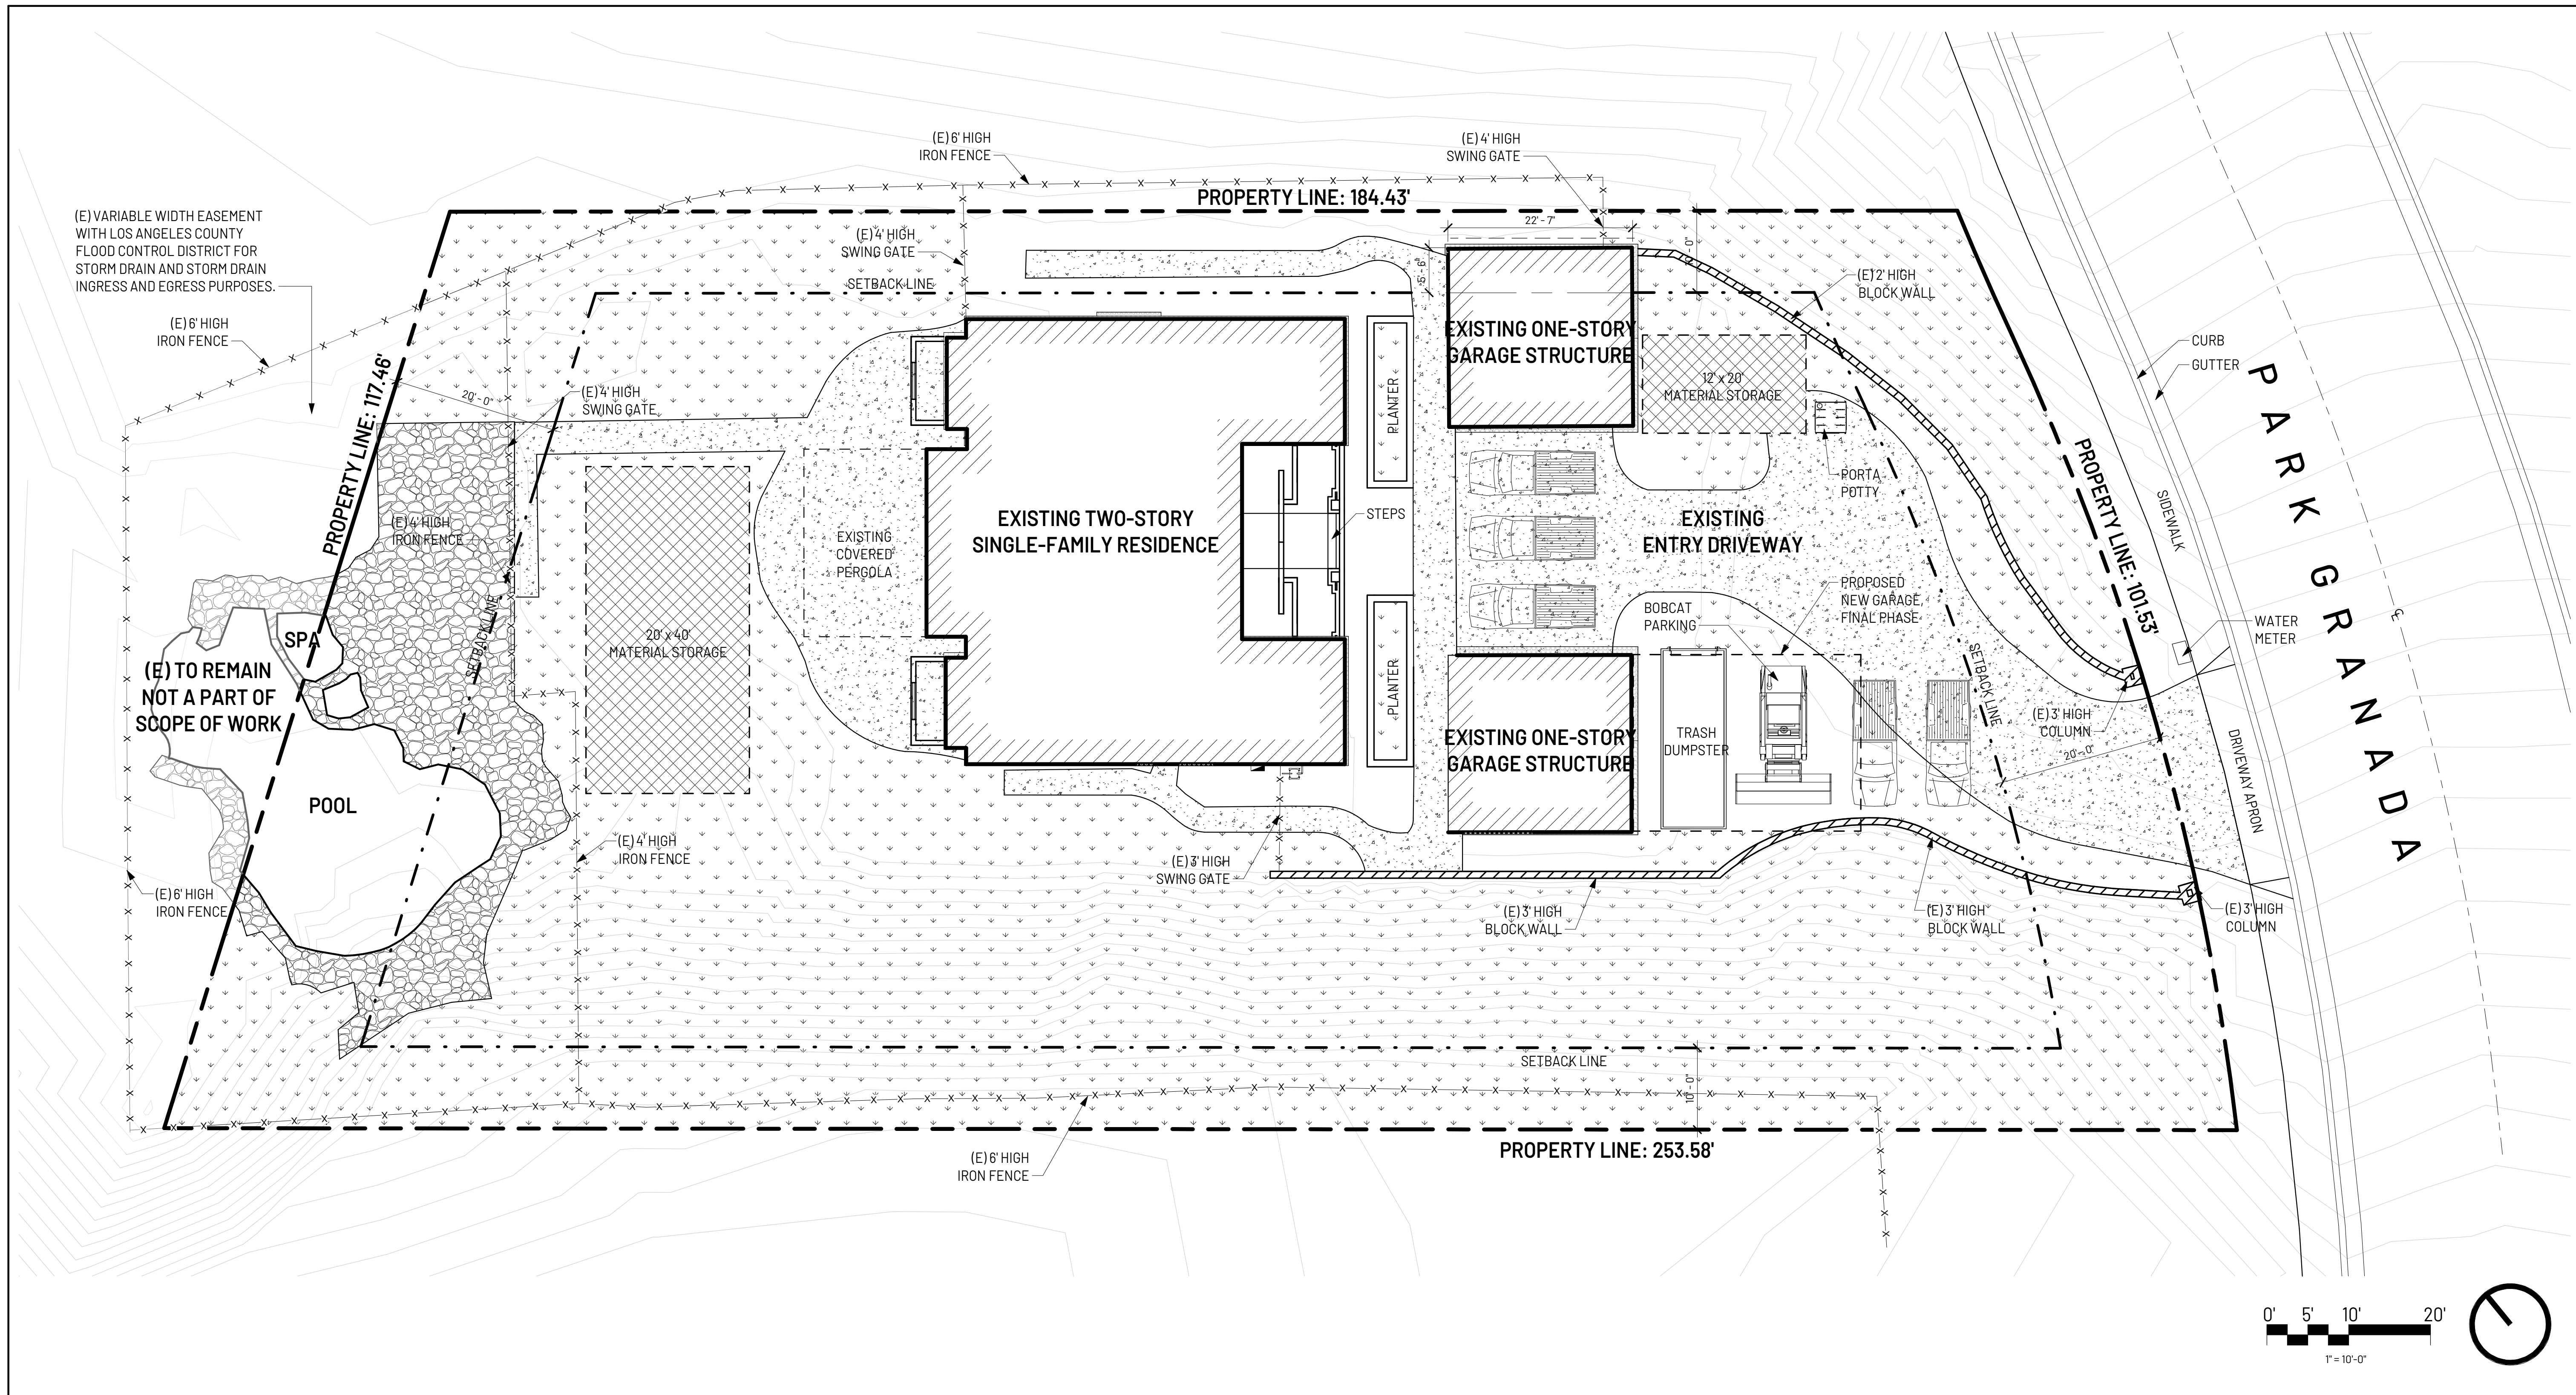 (E) 6' HIGH
IRON FENCE
(E) 4' HIGH
SWING GATE
PROPERTY LINE: 184.43'
(E) VARIABLE WIDTH EASEMENT
WITH LOS ANGELES COUNTY
FLOOD CONTROL DISTRICT FOR
STORM DRAIN AND STORM DRAIN
INGRESS AND EGRESS PURPOSES.
22' - 7"
(E) 4' HIGH
SWING GATE
SETBACK LINE
5' - 6"
(E) 2' HIGH
BLOCK WALL
(E) 6' HIGH
IRON FENCE
EXISTING ONE-STORY
GARAGE STRUCTURE
CURB
GUTTER
PROPERTY LINE: 117.46'
20' - 0"
(E) 4' HIGH
SWING GATE
PLANTER
12' x 20'
MATERIAL STORAGE
PARK GRANADA
PORTA
POTTY
PROPERTY LINE: 101.53'
SIDEWALK
(E) 4' HIGH
IRON FENCE
EXISTING
COVERED
PERGOLA
EXISTING TWO-STORY
SINGLE-FAMILY RESIDENCE
STEPS
EXISTING
ENTRY DRIVEWAY
PROPOSED
NEW GARAGE,
FINAL PHASE
BOBCAT
PARKING
℄
WATER
METER
SPA
SETBACK LINE
20' x 40'
MATERIAL STORAGE
(E) TO REMAIN
NOT A PART OF
SCOPE OF WORK
PLANTER
SETBACK LINE
(E) 3' HIGH
COLUMN
20' - 0"
EXISTING ONE-STORY
GARAGE STRUCTURE
TRASH
DUMPSTER
DRIVEWAY APRON
POOL
(E) 4' HIGH
IRON FENCE
(E) 3' HIGH
SWING GATE
(E) 6' HIGH
IRON FENCE
(E) 3' HIGH
BLOCK WALL
(E) 3' HIGH
BLOCK WALL
(E) 3' HIGH
COLUMN
SETBACK LINE
10' - 0"
(E) 6' HIGH
IRON FENCE
PROPERTY LINE: 253.58'
0' 5' 10' 20'
1" = 10'-0"